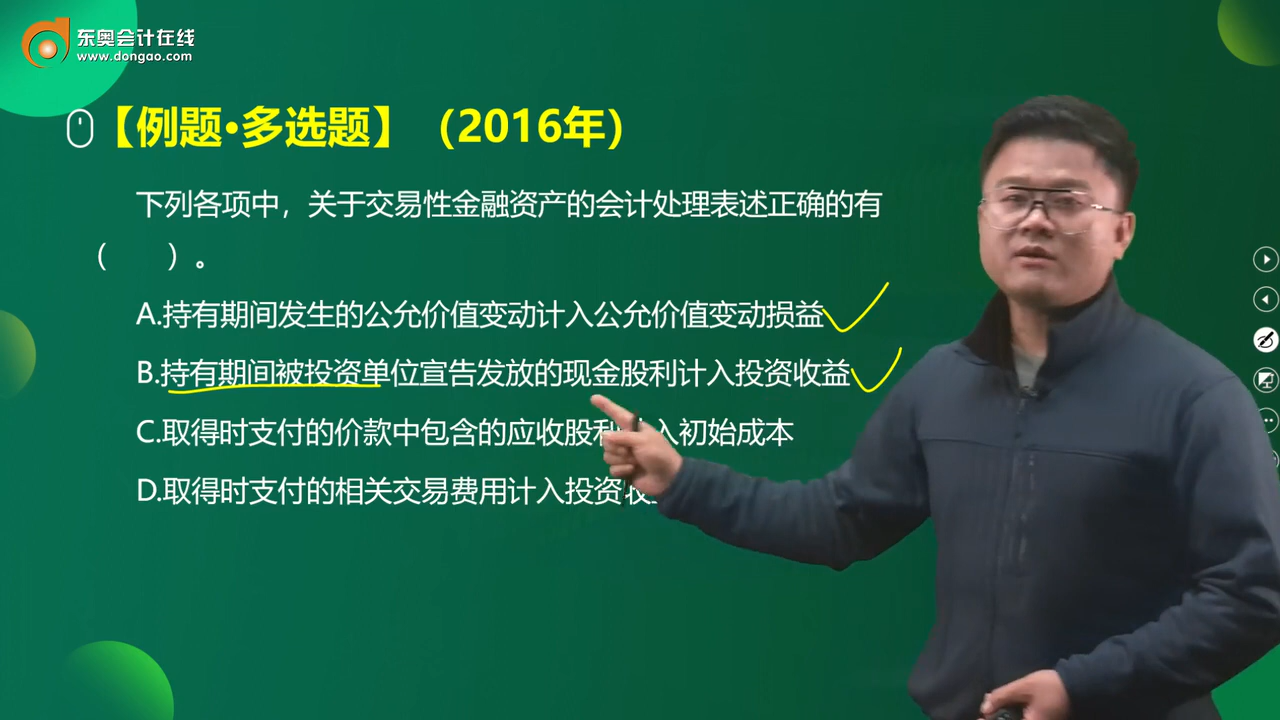 东奥会计在线
www.dongao.com
【例题•多选题】（2016年）
下列各项中，关于交易性金融资产的会计处理表述正确的有
（　　）。
A.持有期间发生的公允价值变动计入公允价值变动损益
B.持有期间被投资单位宣告发放的现金股利计入投资收益
C.取得时支付的价款中包含的应收股利 入初始成本
D.取得时支付的相关交易费用计入投资收